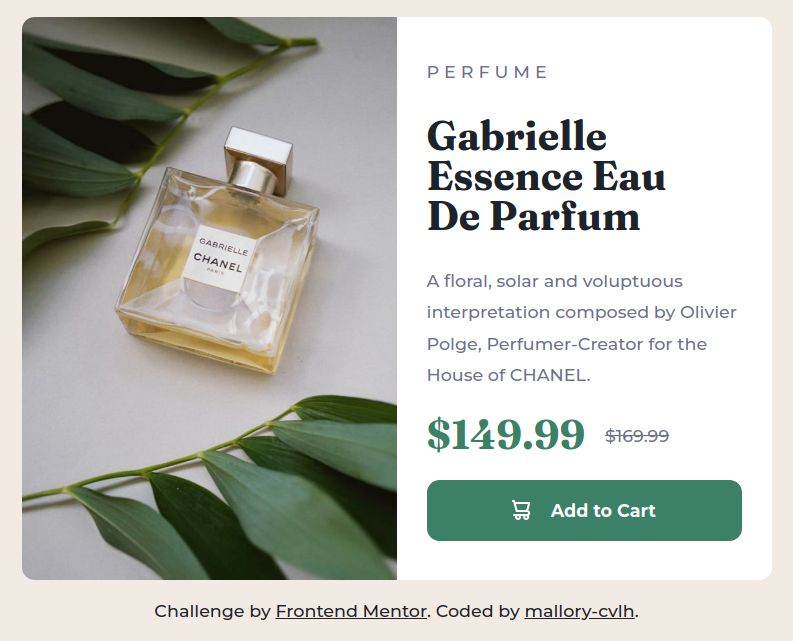 GABRIELLE
CHANEL
PARIS
PERFUME
Gabrielle
Essence Eau
De Parfum
A floral, solar and voluptuous
interpretation composed by Olivier
Polge, Perfumer-Creator for the
House of CHANEL.
$149.99 $169.99
Add to Cart
Challenge by Frontend Mentor. Coded by mallory-cvlh.